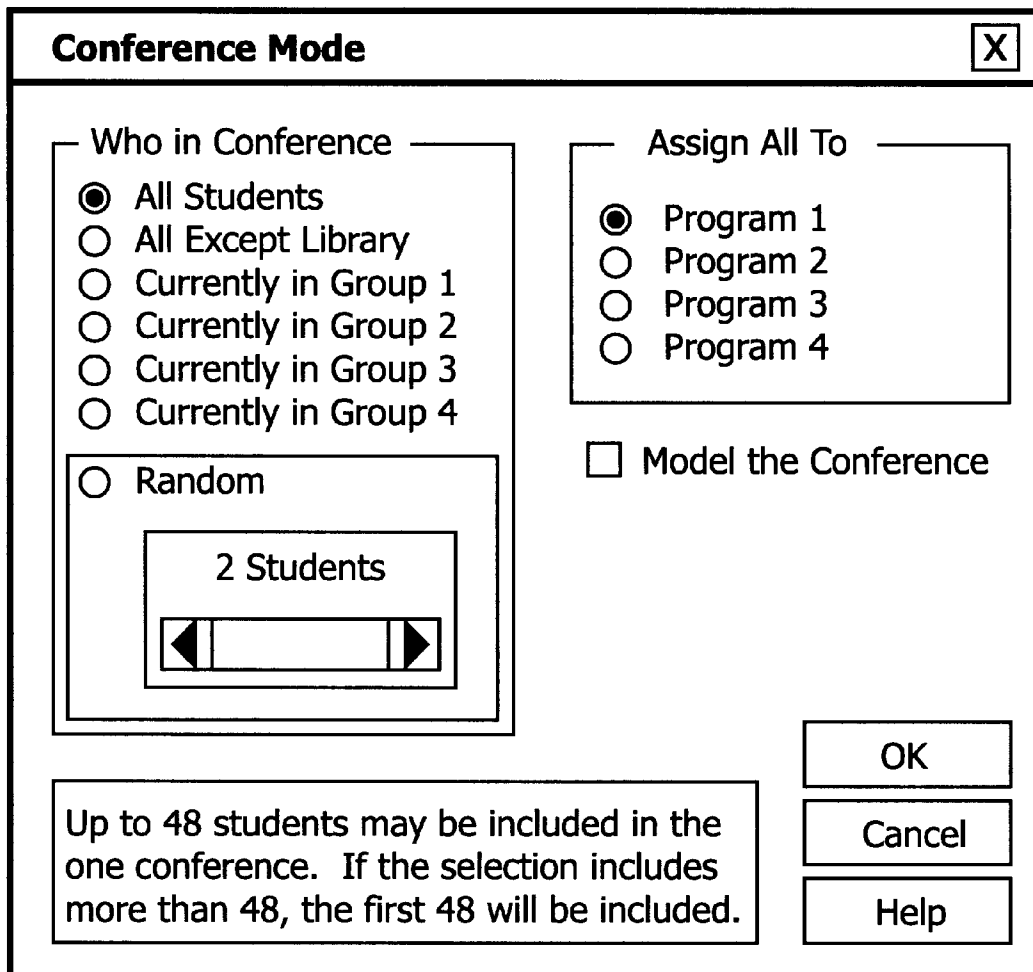 Conference Mode
X
Who in Conference
All Students
All Except Library
Currently in Group 1
Currently in Group 2
Currently in Group 3
Currently in Group 4
Random
2 Students
Assign All To
Program 1
Program 2
Program 3
Program 4
Model the Conference
Up to 48 students may be included in the
one conference. If the selection includes
more than 48, the first 48 will be included.
OK
Cancel
Help